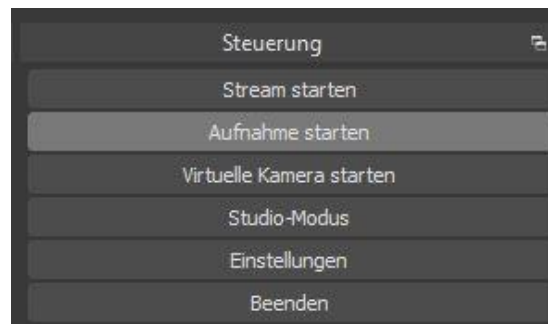 Steuerung
Stream starten
Aufnahme starten
Virtuelle Kamera starten
Studio-Modus
Einstellungen
Beenden